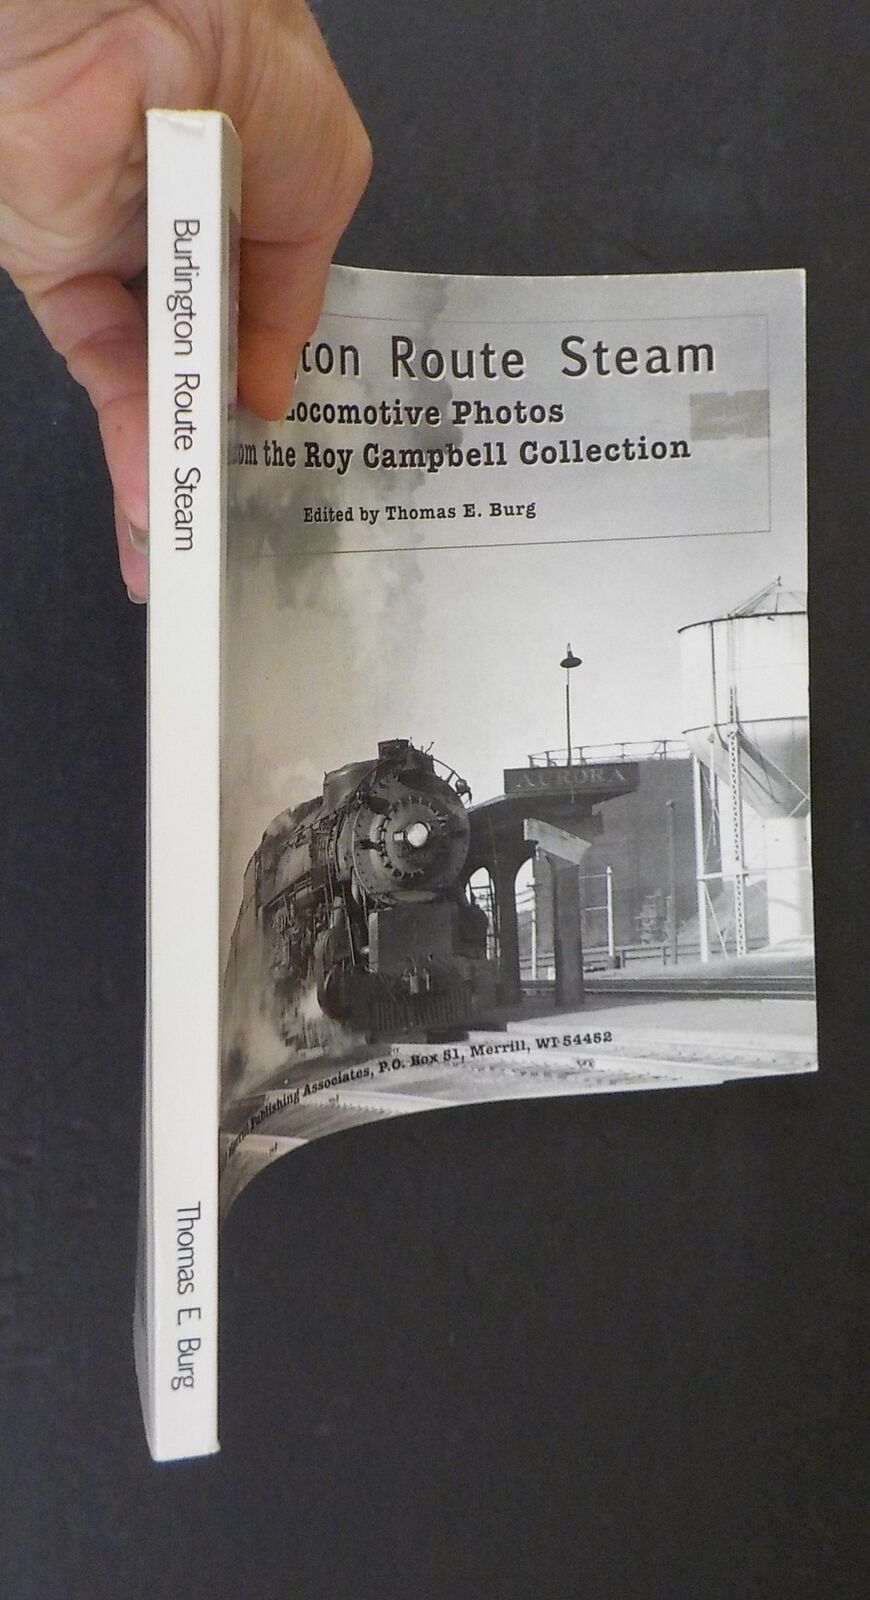 Burlington Route Steam
Thomas E. Burg
ton Route Steam
Locomotive Photos
om the Roy Campbell Collection
Edited by Thomas E. Burg
AURORA
Merrill Publishing Associates, P.O. Box 51, Merrill, WI 54452